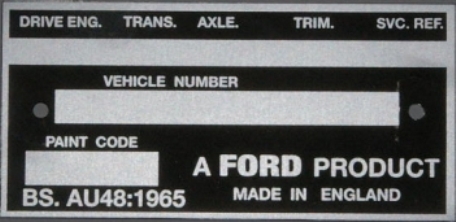 DRIVE ENG. TRANS. AXLE. TRIM. SVC. REF.
VEHICLE NUMBER
PAINT CODE
A FORD PRODUCT
BS. AU48:1965 MADE IN ENGLAND